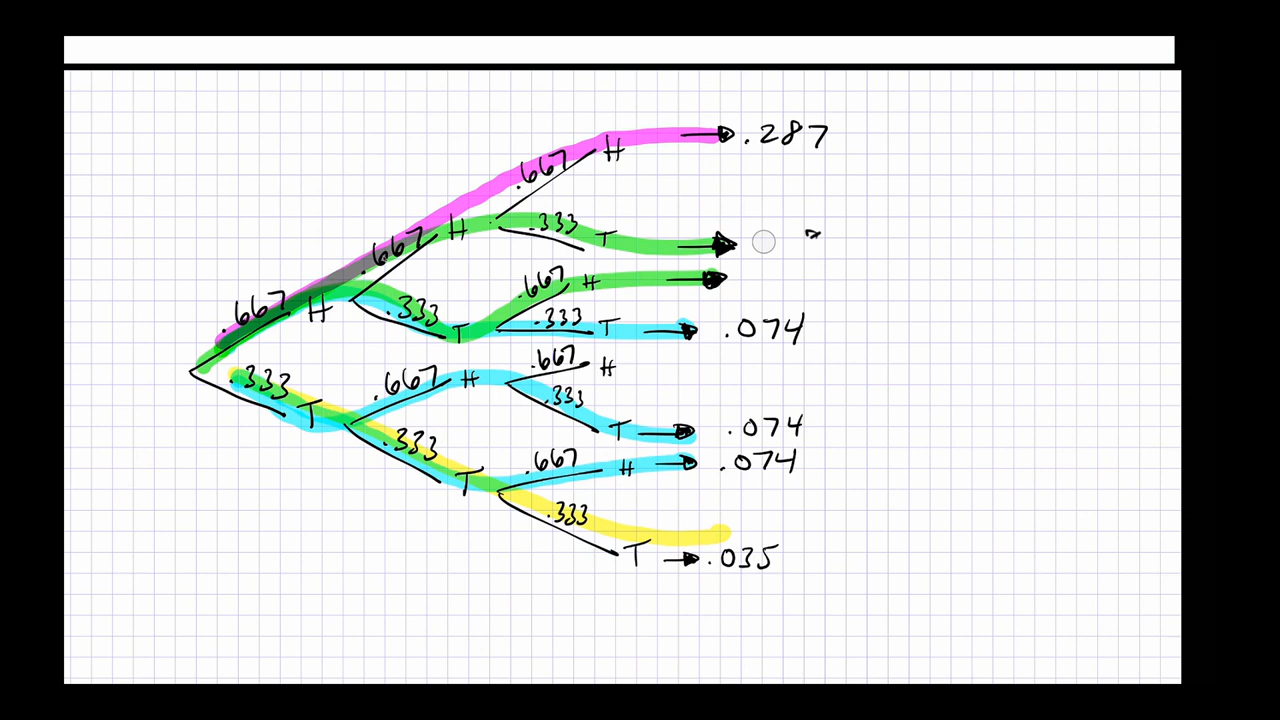 .287
.667 H
.667 H .333 T
.667 H .667 H
.333 T .333 T .074
.333 T .667 H .667 H
.333 T .074
.333 T .667 H .074
.333 T .035